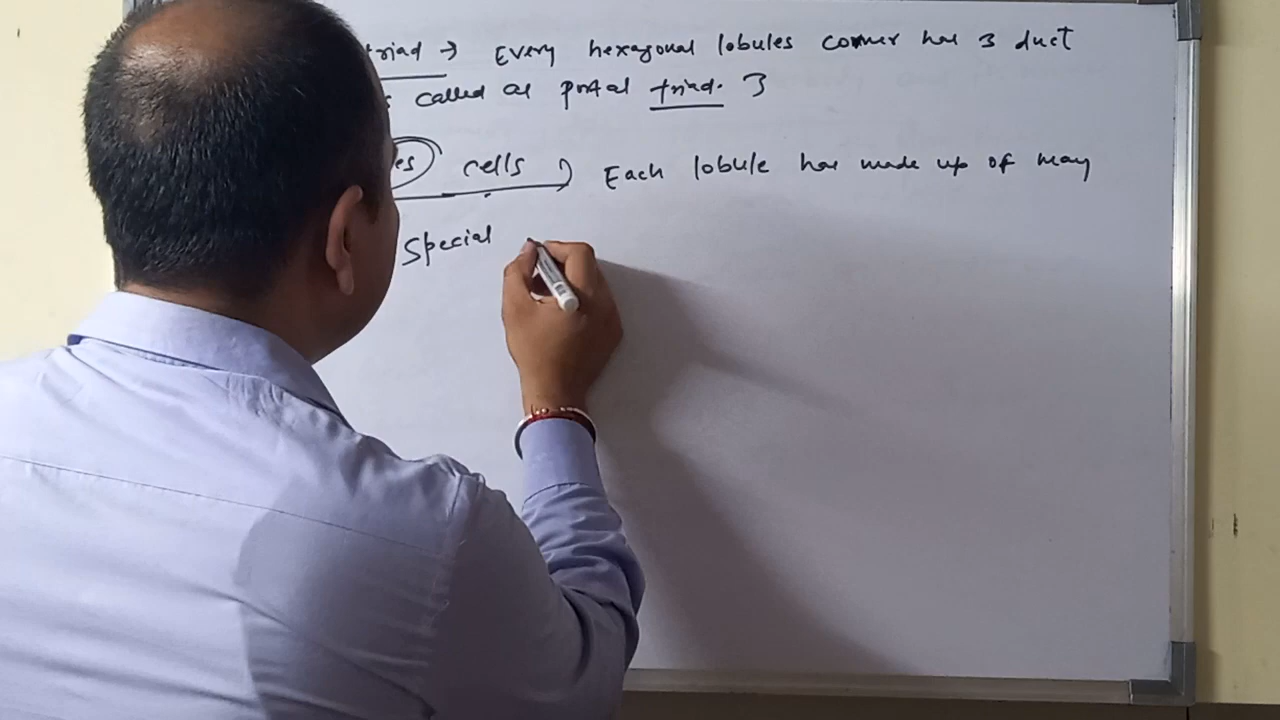 triad → Every hexagonal lobules corner has 3 duct
called as portal triad. 3
es cells → Each lobule has made up of may
Special